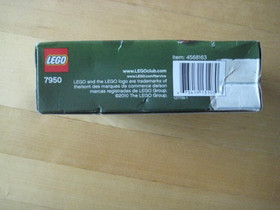 LEGO
7950
www.LEGOclub.com
LEGO and the LEGO logo are trademarks of
the/sont des marques de commerce de/son
marcas registradas de LEGO Group.
©2010 The LEGO Group.
Item: 4568163